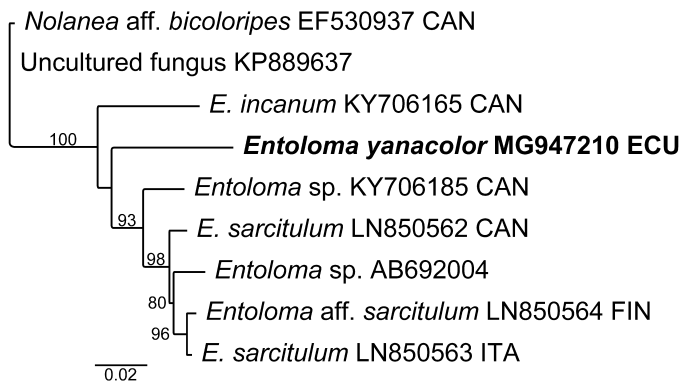 Nolanea aff. bicoloripes EF530937 CAN
Uncultured fungus KP889637
E. incanum KY706165 CAN
100
Entoloma yanacolor MG947210 ECU
Entoloma sp. KY706185 CAN
93
E. sarcitulum LN850562 CAN
98
Entoloma sp. AB692004
80
Entoloma aff. sarcitulum LN850564 FIN
96
E. sarcitulum LN850563 ITA
0.02